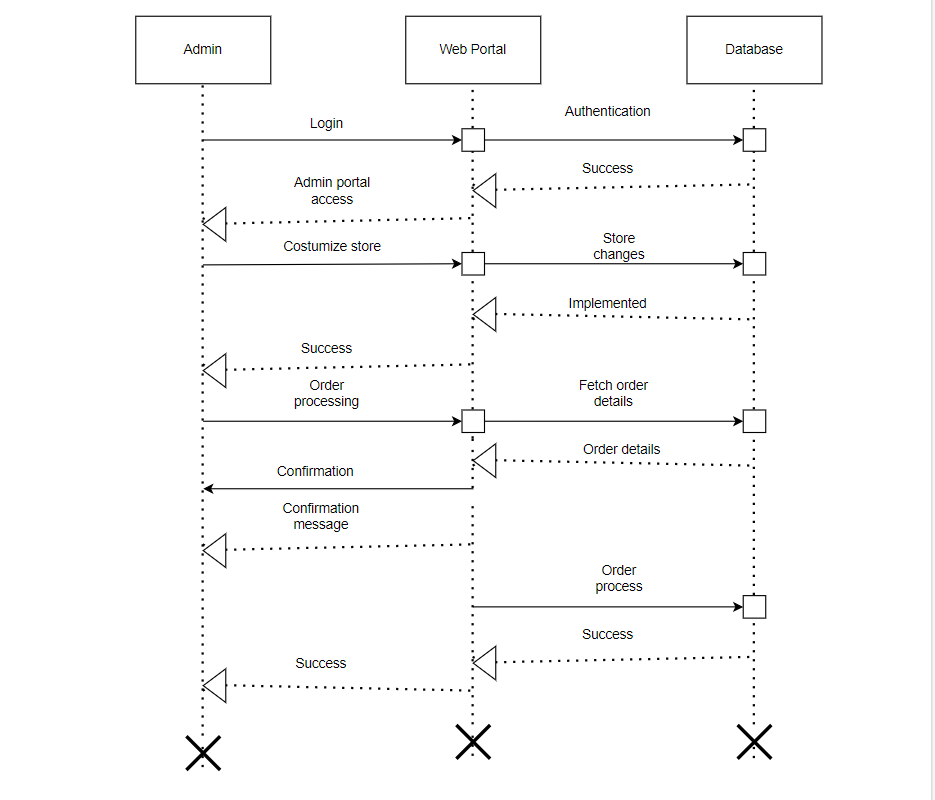 Admin
Web Portal
Database
Authentication
Login
Success
Admin portal
access
Store
changes
Costumize store
Implemented
Success
Order
processing
Fetch order
details
Order details
Confirmation
Confirmation
message
Order
process
Success
Success